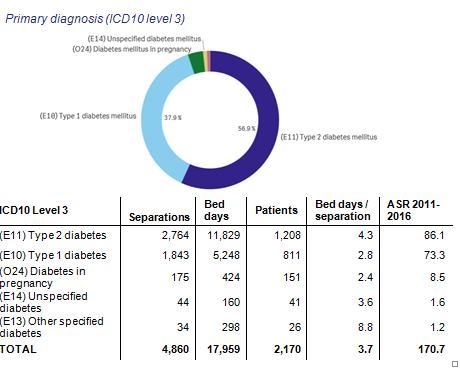 Primary diagnosis (ICD10 level 3)
(E14) Unspecified diabetes mellitus
(O24) Diabetes mellitus in pregnancy
(E10) Type 1 diabetes mellitus
37.9%
56.9%
(E11) Type 2 diabetes mellitus
ICD10 Level 3 Separations Bed days Patients Bed days / separation ASR 2011-2016
(E11) Type 2 diabetes 2,764 11,829 1,208 4.3 86.1
(E10) Type 1 diabetes 1,843 5,248 811 2.8 73.3
(O24) Diabetes in pregnancy 175 424 151 2.4 8.5
(E14) Unspecified diabetes 44 160 41 3.6 1.6
(E13) Other specified diabetes 34 298 26 8.8 1.2
TOTAL 4,860 17,959 2,170 3.7 170.7